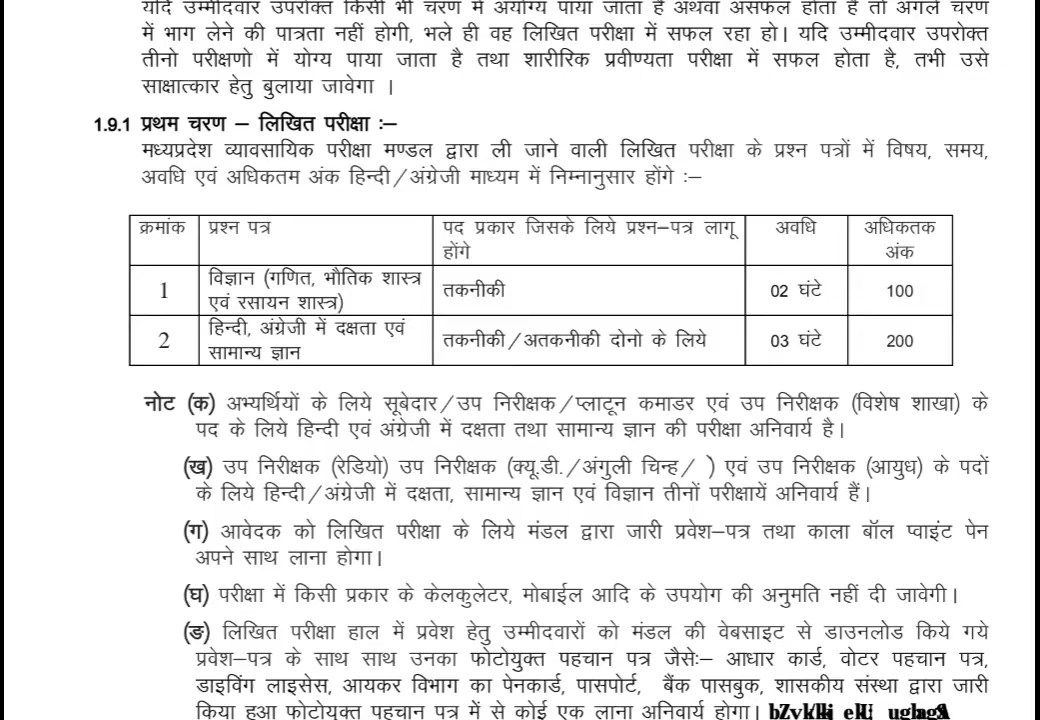 यदि उम्मीदवार उपरोक्त किसी भी चरण में अयोग्य पाया जाता है अथवा असफल होता है तो अगले चरण
में भाग लेने की पात्रता नहीं होगी, भले ही वह लिखित परीक्षा में सफल रहा हो। यदि उम्मीदवार उपरोक्त
तीनो परीक्षणो में योग्य पाया जाता है तथा शारीरिक प्रवीण्यता परीक्षा में सफल होता है, तभी उसे
साक्षात्कार हेतु बुलाया जावेगा ।
1.9.1 प्रथम चरण – लिखित परीक्षा :–
मध्यप्रदेश व्यावसायिक परीक्षा मण्डल द्वारा ली जाने वाली लिखित परीक्षा के प्रश्न पत्रों में विषय, समय,
अवधि एवं अधिकतम अंक हिन्दी/अंग्रेजी माध्यम में निम्नानुसार होंगे :–
क्रमांक प्रश्न पत्र पद प्रकार जिसके लिये प्रश्न–पत्र लागू अवधि अधिकतक
होंगे अंक
विज्ञान (गणित, भौतिक शास्त्र
1 तकनीकी 02 घंटे 100
एवं रसायन शास्त्र)
हिन्दी, अंग्रेजी में दक्षता एवं
2 तकनीकी/अतकनीकी दोनो के लिये 03 घंटे 200
सामान्य ज्ञान
नोट (क) अभ्यर्थियों के लिये सूबेदार/उप निरीक्षक/प्लाटून कमाडर एवं उप निरीक्षक (विशेष शाखा) के
पद के लिये हिन्दी एवं अंग्रेजी में दक्षता तथा सामान्य ज्ञान की परीक्षा अनिवार्य है।
(ख) उप निरीक्षक (रेडियो) उप निरीक्षक (क्यू.डी./अंगुली चिन्ह/ ) एवं उप निरीक्षक (आयुध) के पदों
के लिये हिन्दी/अंग्रेजी में दक्षता, सामान्य ज्ञान एवं विज्ञान तीनों परीक्षायें अनिवार्य हैं।
(ग) आवेदक को लिखित परीक्षा के लिये मंडल द्वारा जारी प्रवेश–पत्र तथा काला बॉल प्वाइंट पेन
अपने साथ लाना होगा।
(घ) परीक्षा में किसी प्रकार के केलकुलेटर, मोबाईल आदि के उपयोग की अनुमति नहीं दी जावेगी।
(ङ) लिखित परीक्षा हाल में प्रवेश हेतु उम्मीदवारों को मंडल की वेबसाइट से डाउनलोड किये गये
प्रवेश–पत्र के साथ साथ उनका फोटोयुक्त पहचान पत्र जैसे:– आधार कार्ड, वोटर पहचान पत्र,
डाइविंग लाइसेस, आयकर विभाग का पेनकार्ड, पासपोर्ट, बैंक पासबुक, शासकीय संस्था द्वारा जारी
किया हुआ फोटोयुक्त पहचान पत्र में से कोई एक लाना अनिवार्य होगा।